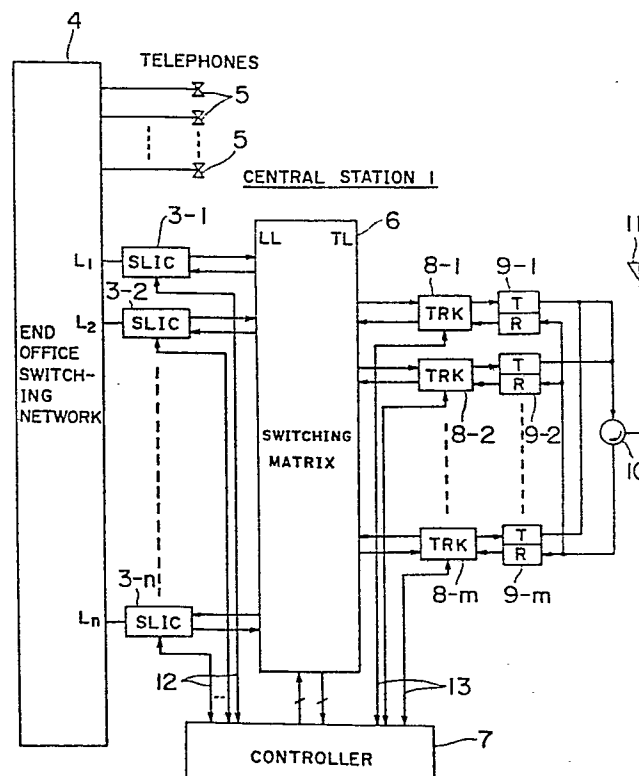 4
TELEPHONES
5
5
CENTRAL STATION 1
6
11
3-1
LL
TL
8-1
9-1
L1
SLIC
T
3-2
TRK
R
L2
SLIC
8-2
9-2
END
OFFICE
SWITCH-
ING
NETWORK
TRK
T
R
SWITCHING
MATRIX
10
TRK
T
R
3-n
8-m
9-m
Ln
SLIC
12
13
7
CONTROLLER